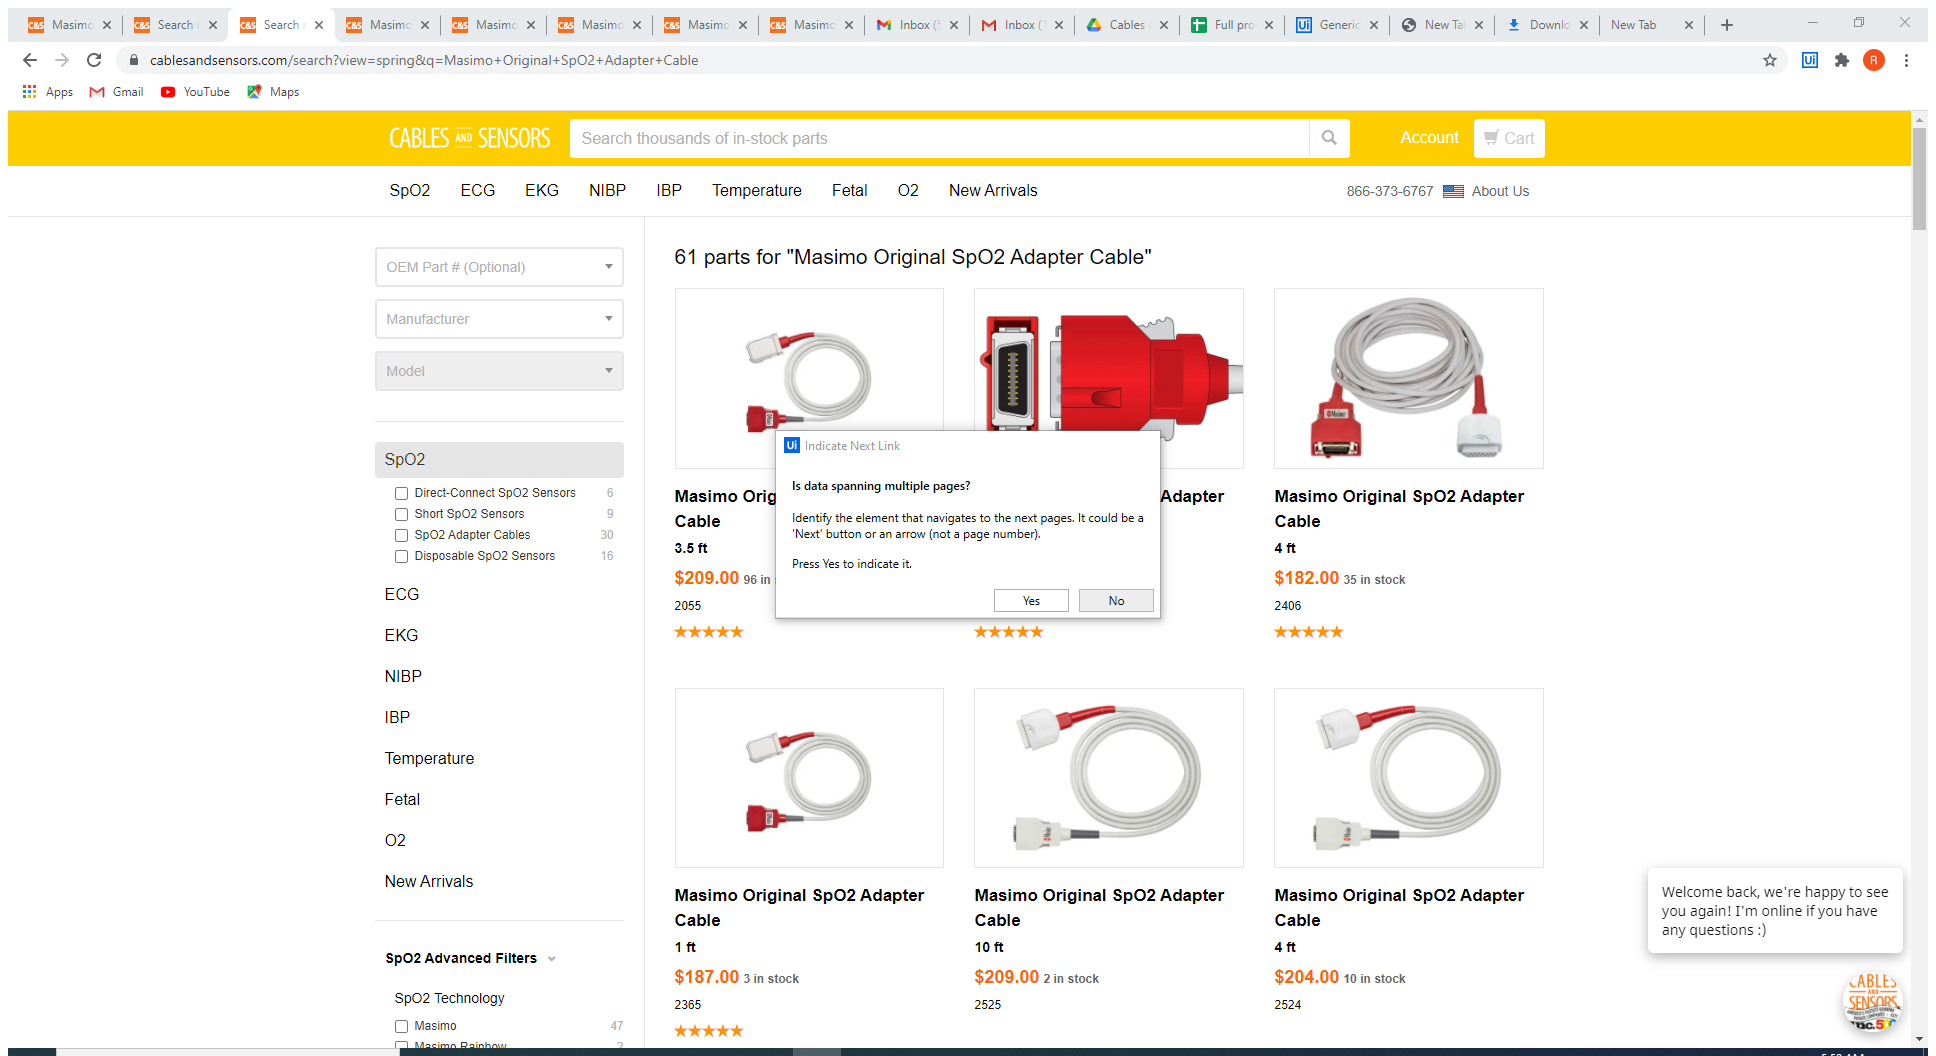 Masimo
Search r
Search r
Masimo
Masimo
Masimo
Masimo
Masimo
Inbox (5
Inbox (1
Cables
Full pro
Generic
New Tab
Downlo
New Tab
cablesandsensors.com/search?view=spring&q=Masimo+Original+SpO2+Adapter+Cable
Ui
R
Apps
Gmail
YouTube
Maps
CABLES AND SENSORS
Search thousands of in-stock parts
Account
Cart
SpO2 ECG EKG NIBP IBP Temperature Fetal O2 New Arrivals
866-373-6767
About Us
OEM Part # (Optional)
Manufacturer
Model
SpO2
Direct-Connect SpO2 Sensors 6
Short SpO2 Sensors 9
SpO2 Adapter Cables 30
Disposable SpO2 Sensors 16
ECG
EKG
NIBP
IBP
Temperature
Fetal
O2
New Arrivals
SpO2 Advanced Filters
SpO2 Technology
Masimo 47
Masimo Rainbow 2
61 parts for "Masimo Original SpO2 Adapter Cable"
Masimo Orig
Cable
3.5 ft
$209.00 96 in
2055
★★★★★
Adapter
★★★★★
Masimo Original SpO2 Adapter
Cable
4 ft
$182.00 35 in stock
2406
★★★★★
Ui Indicate Next Link
Is data spanning multiple pages?
Identify the element that navigates to the next pages. It could be a
'Next' button or an arrow (not a page number).
Press Yes to indicate it.
Yes
No
Masimo Original SpO2 Adapter
Cable
1 ft
$187.00 3 in stock
2365
★★★★★
Masimo Original SpO2 Adapter
Cable
10 ft
$209.00 2 in stock
2525
Masimo Original SpO2 Adapter
Cable
4 ft
$204.00 10 in stock
2524
Welcome back, we're happy to see
you again! I'm online if you have
any questions :)
CABLES
AND
SENSORS